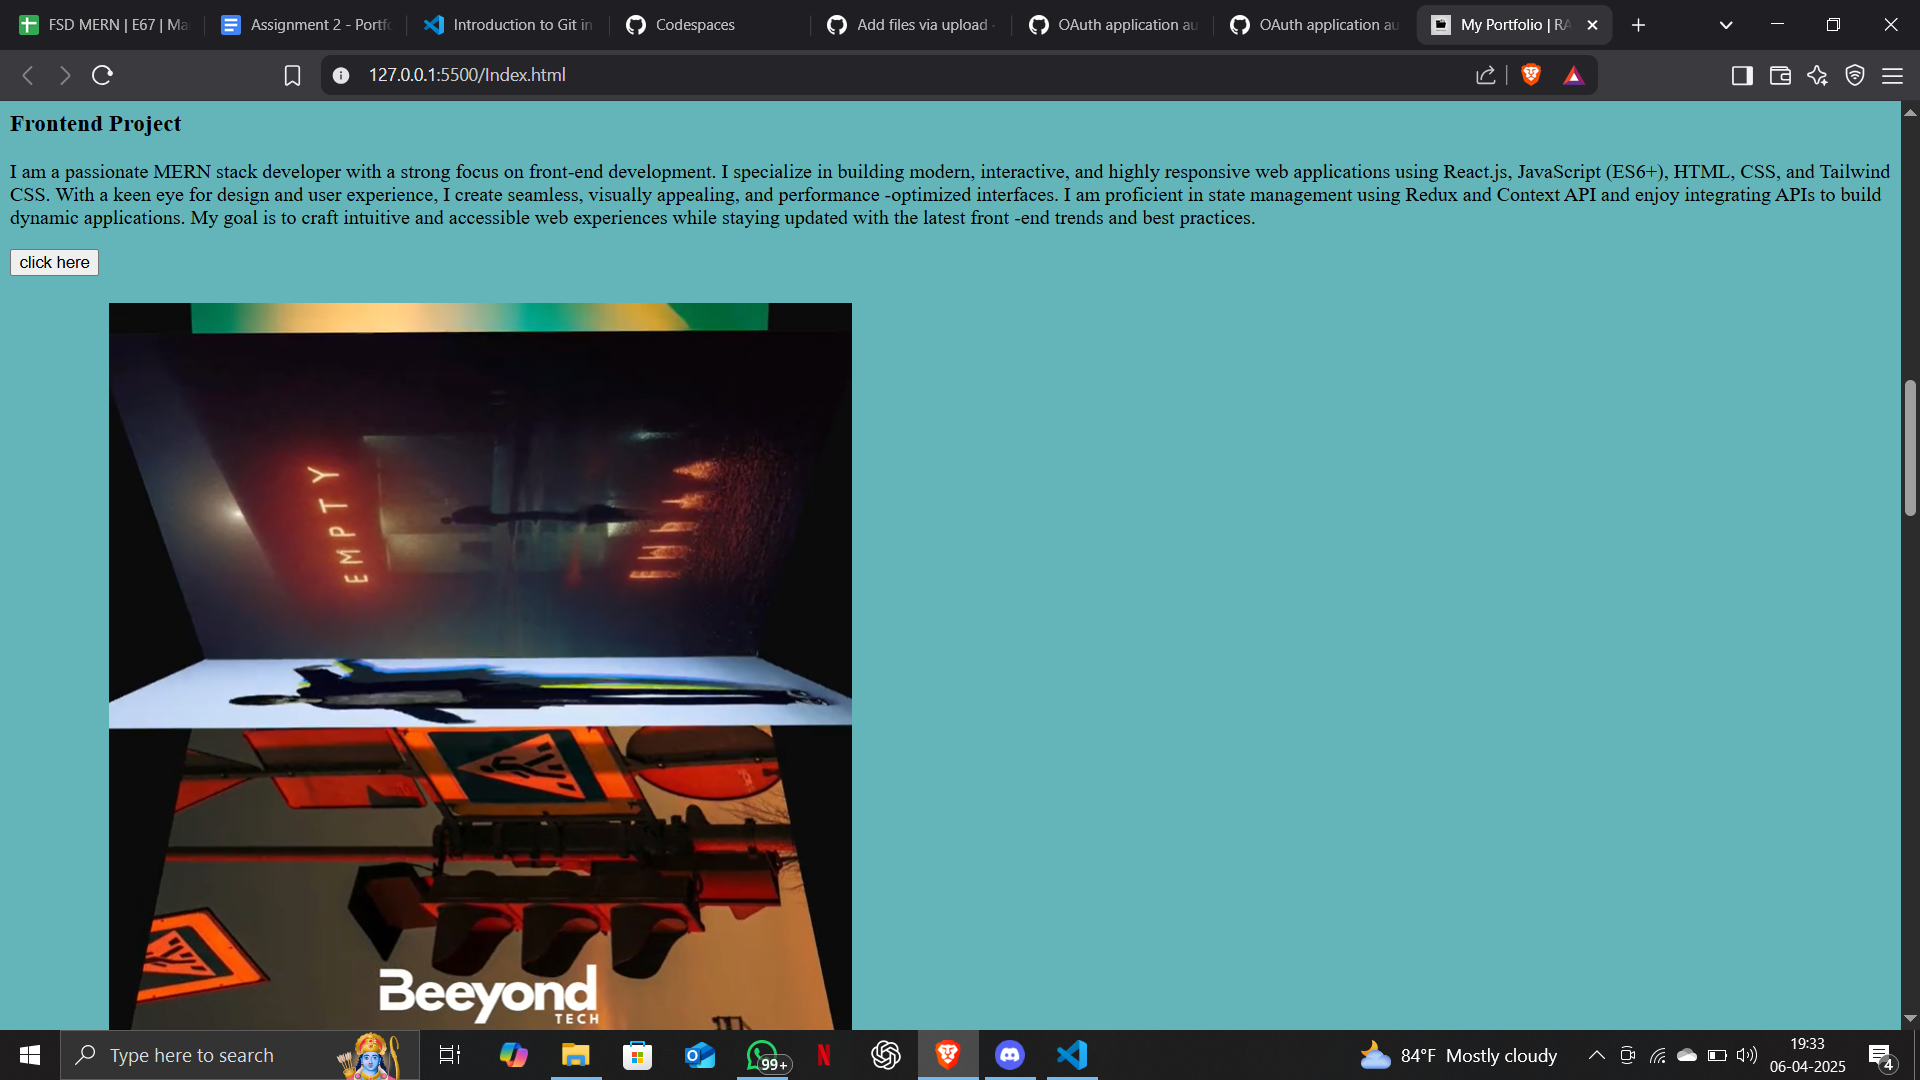 FSD MERN | E67 | Ma
Assignment 2 - Portfo
Introduction to Git in
Codespaces
Add files via upload ·
OAuth application au
OAuth application au
My Portfolio | RA
127.0.0.1:5500/Index.html
Frontend Project
I am a passionate MERN stack developer with a strong focus on front-end development. I specialize in building modern, interactive, and highly responsive web applications using React.js, JavaScript (ES6+), HTML, CSS, and Tailwind
CSS. With a keen eye for design and user experience, I create seamless, visually appealing, and performance -optimized interfaces. I am proficient in state management using Redux and Context API and enjoy integrating APIs to build
dynamic applications. My goal is to craft intuitive and accessible web experiences while staying updated with the latest front -end trends and best practices.
click here
EMPTY
Beeyond
TECH
Type here to search
99+
84°F Mostly cloudy
19:33
06-04-2025
4